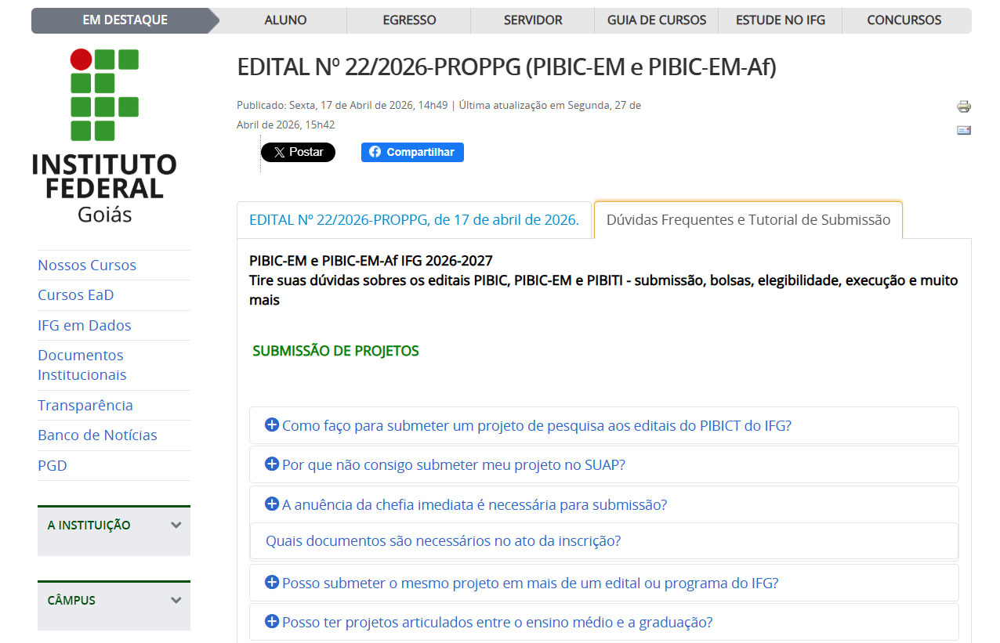 EM DESTAQUE
ALUNO
EGRESSO
SERVIDOR
GUIA DE CURSOS
ESTUDE NO IFG
CONCURSOS
INSTITUTO
FEDERAL
Goiás
Nossos Cursos
Cursos EaD
IFG em Dados
Documentos
Institucionais
Transparência
Banco de Notícias
PGD
A INSTITUIÇÃO
CÂMPUS
EDITAL Nº 22/2026-PROPPG (PIBIC-EM e PIBIC-EM-Af)
Publicado: Sexta, 17 de Abril de 2026, 14h49 | Última atualização em Segunda, 27 de
Abril de 2026, 15h42
Postar
Compartilhar
EDITAL Nº 22/2026-PROPPG, de 17 de abril de 2026.
Dúvidas Frequentes e Tutorial de Submissão
PIBIC-EM e PIBIC-EM-Af IFG 2026-2027
Tire suas dúvidas sobres os editais PIBIC, PIBIC-EM e PIBITI - submissão, bolsas, elegibilidade, execução e muito
mais
SUBMISSÃO DE PROJETOS
Como faço para submeter um projeto de pesquisa aos editais do PIBICT do IFG?
Por que não consigo submeter meu projeto no SUAP?
A anuência da chefia imediata é necessária para submissão?
Quais documentos são necessários no ato da inscrição?
Posso submeter o mesmo projeto em mais de um edital ou programa do IFG?
Posso ter projetos articulados entre o ensino médio e a graduação?